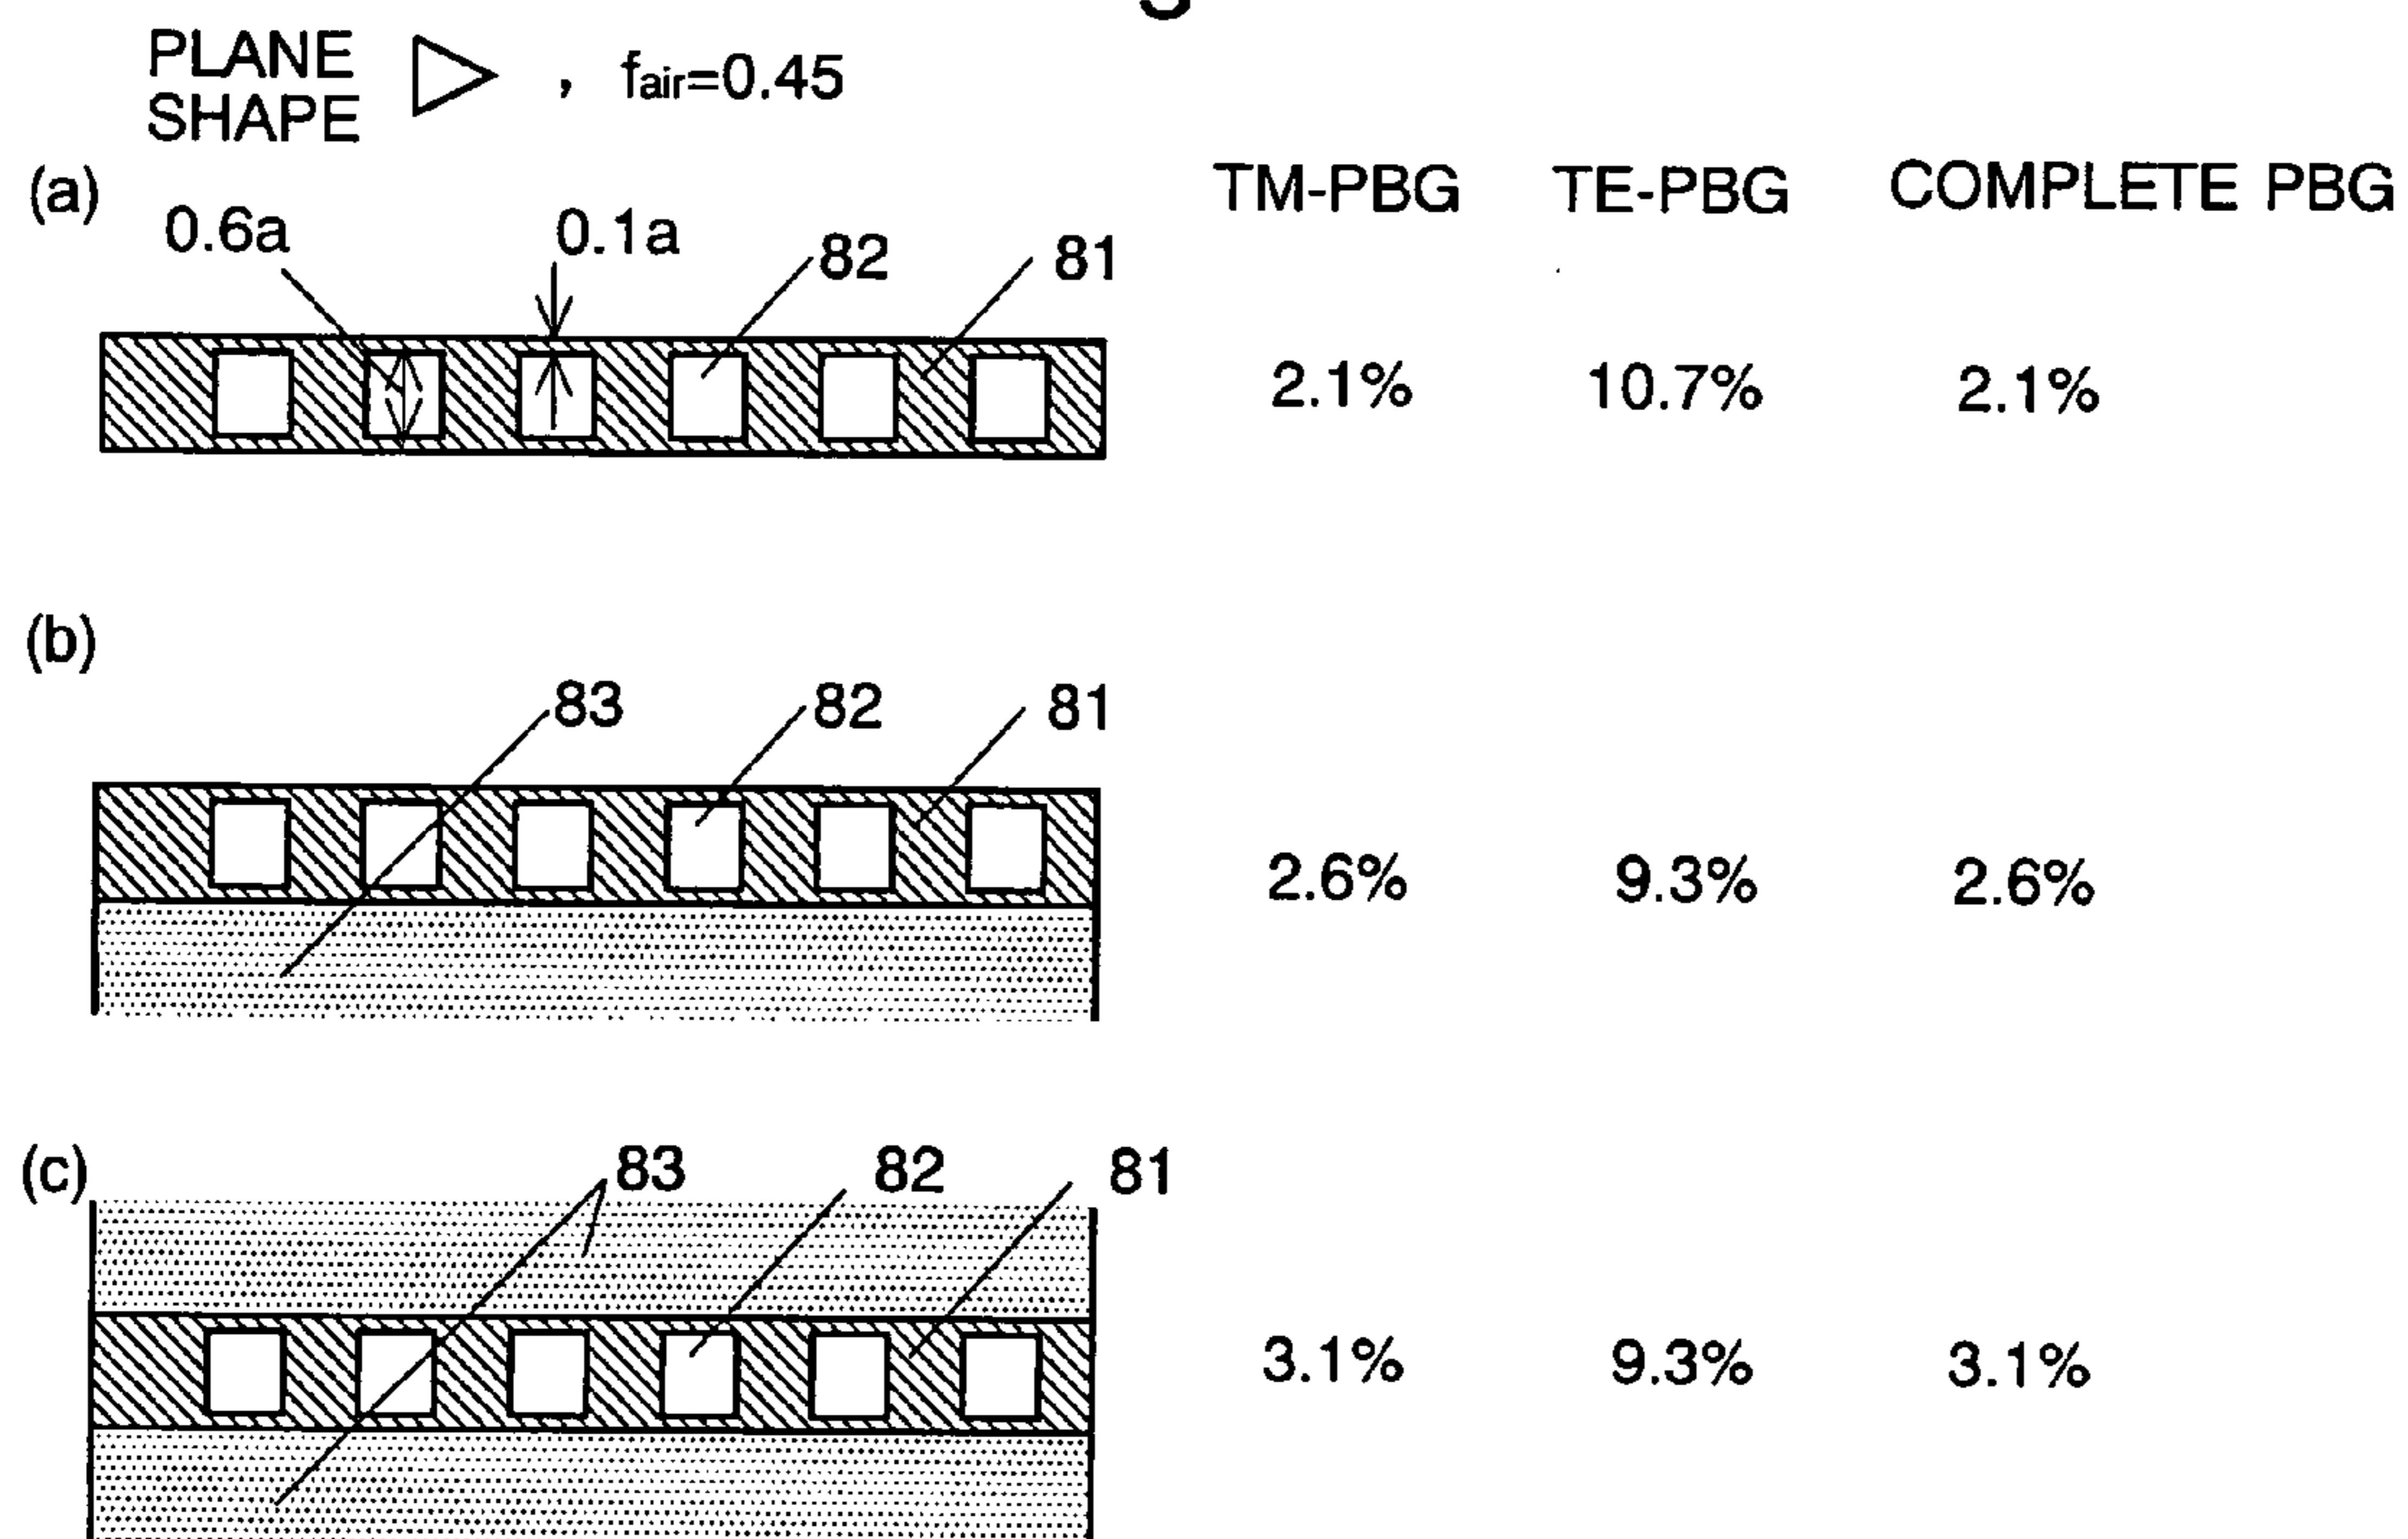 PLANE
SHAPE
, fair=0.45
(a)
TM-PBG TE-PBG COMPLETE PBG
0.6a 0.1a 82 81
2.1% 10.7% 2.1%
(b)
83 82 81
2.6% 9.3% 2.6%
(c)
83 82 81
3.1% 9.3% 3.1%